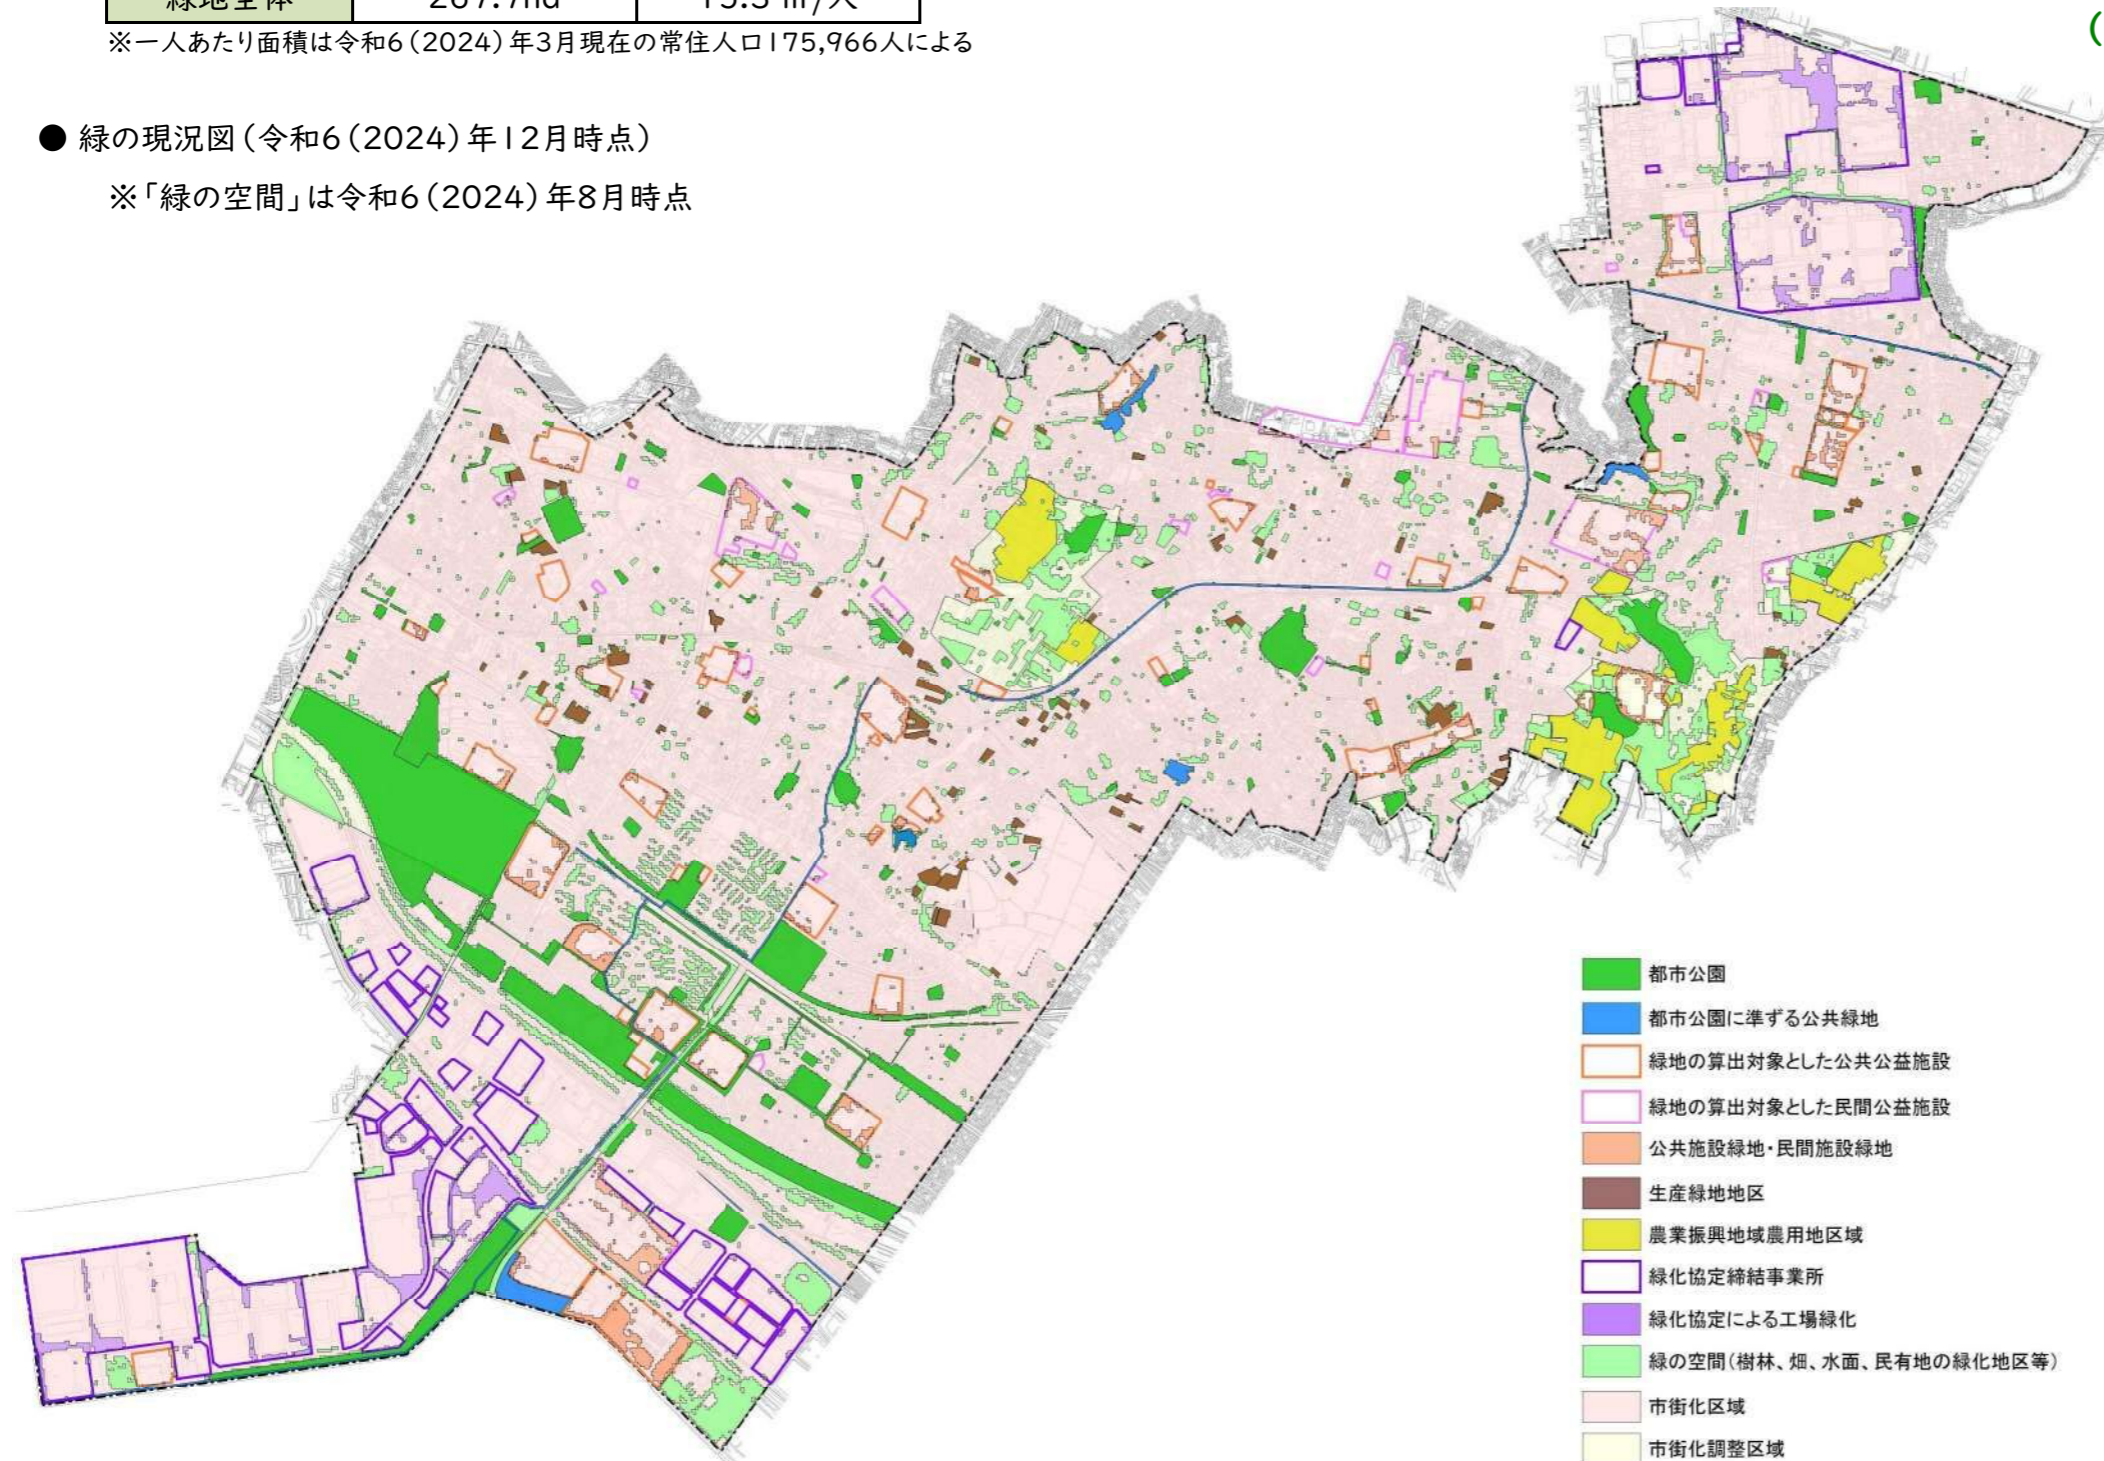 緑地全体 267.7ha 15.3㎡/人
※一人あたり面積は令和6(2024)年3月現在の常住人口175,966人による
(
● 緑の現況図(令和6(2024)年12月時点)
※「緑の空間」は令和6(2024)年8月時点
都市公園
都市公園に準ずる公共緑地
緑地の算出対象とした公共公益施設
緑地の算出対象とした民間公益施設
公共施設緑地・民間施設緑地
生産緑地地区
農業振興地域農用地区域
緑化協定締結事業所
緑化協定による工場緑化
緑の空間(樹林、畑、水面、民有地の緑化地区等)
市街化区域
市街化調整区域